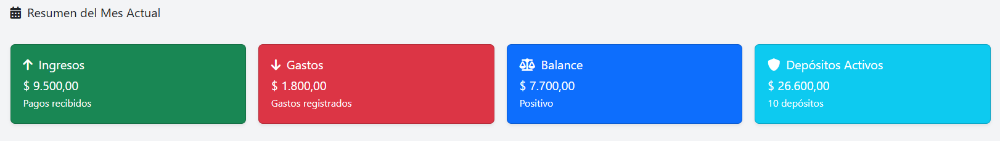 Resumen del Mes Actual
Ingresos
$ 9.500,00
Pagos recibidos
Gastos
$ 1.800,00
Gastos registrados
Balance
$ 7.700,00
Positivo
Depósitos Activos
$ 26.600,00
10 depósitos